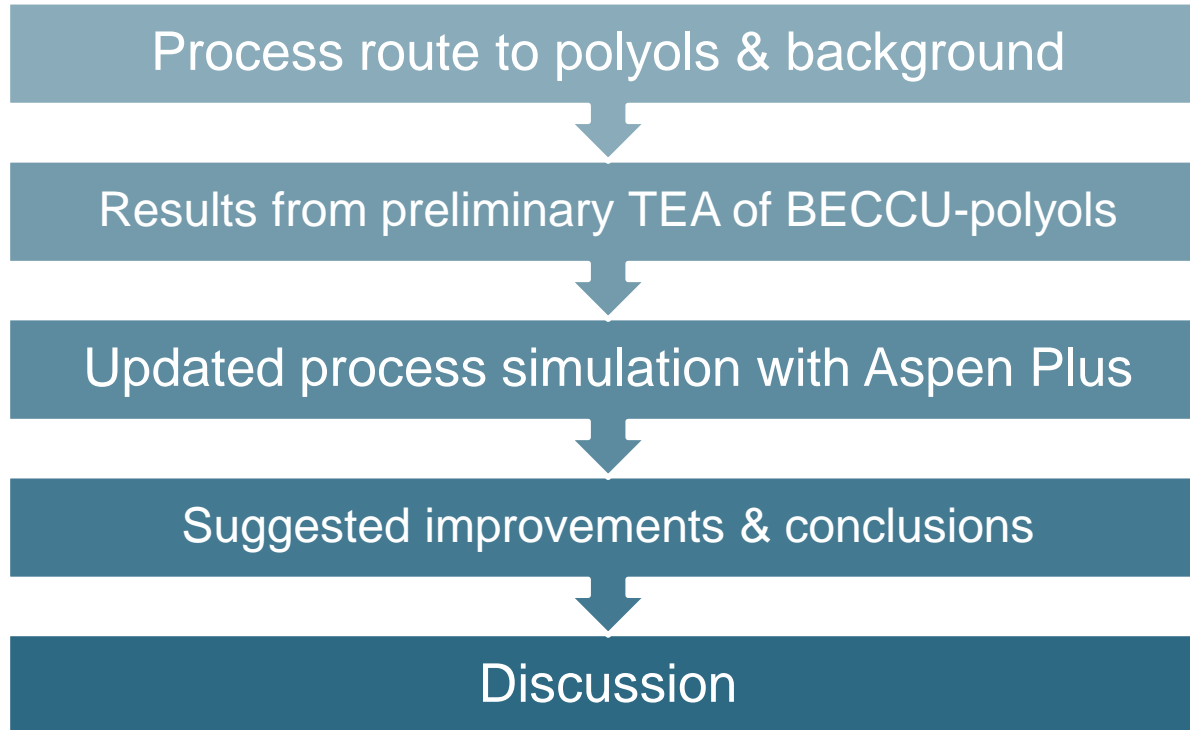 Process route to polyols & background
Results from preliminary TEA of BECCU-polyols
Updated process simulation with Aspen Plus
Suggested improvements & conclusions
Discussion